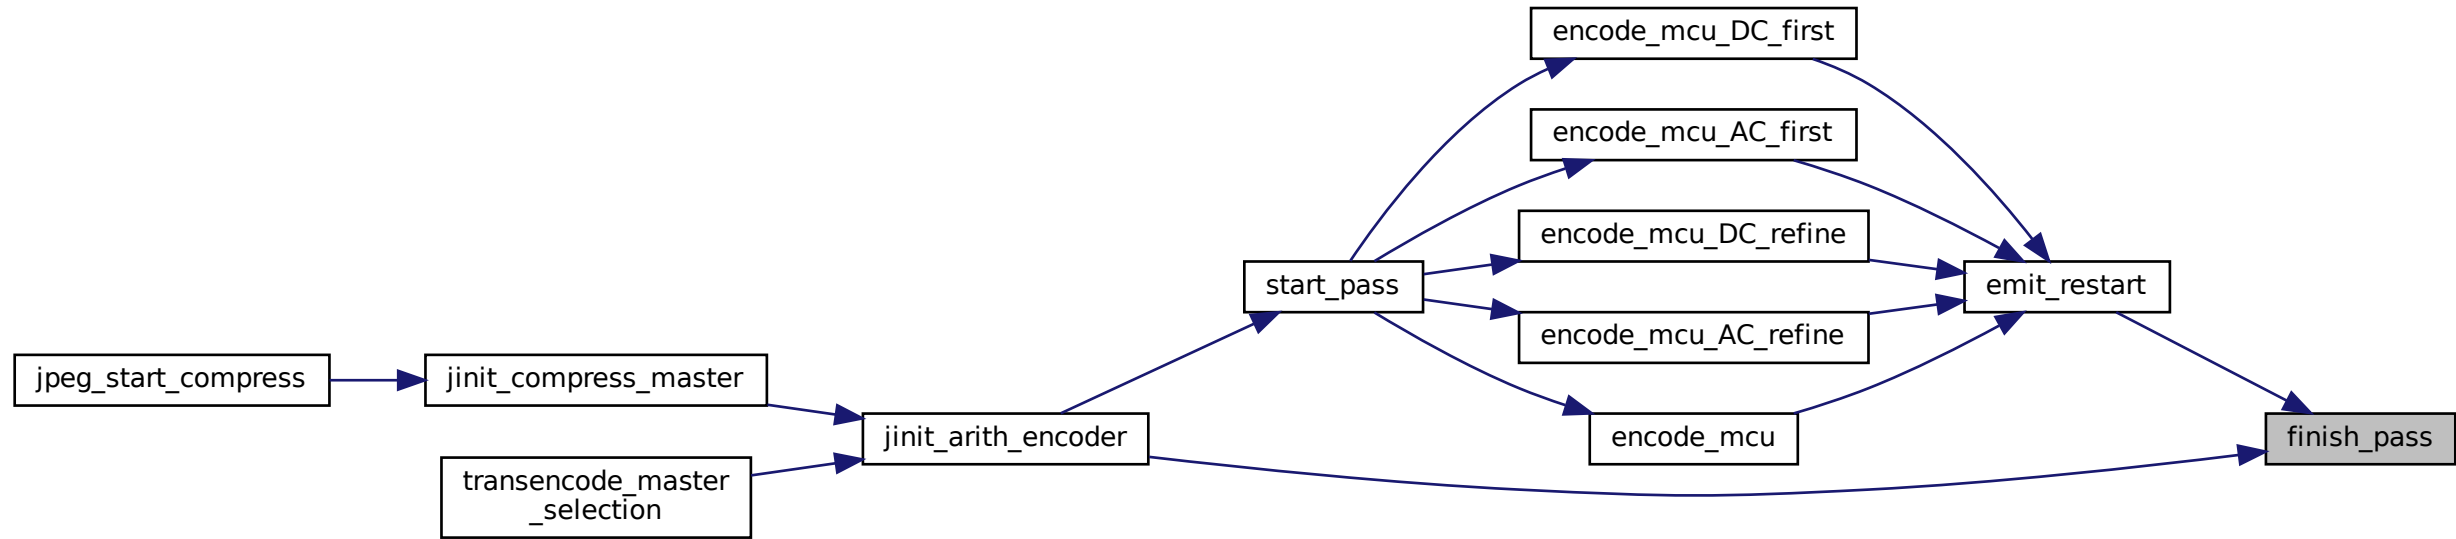 encode_mcu_DC_first
encode_mcu_AC_first
encode_mcu_DC_refine
start_pass
emit_restart
encode_mcu_AC_refine
jpeg_start_compress
jinit_compress_master
jinit_arith_encoder
encode_mcu
finish_pass
transencode_master
_selection